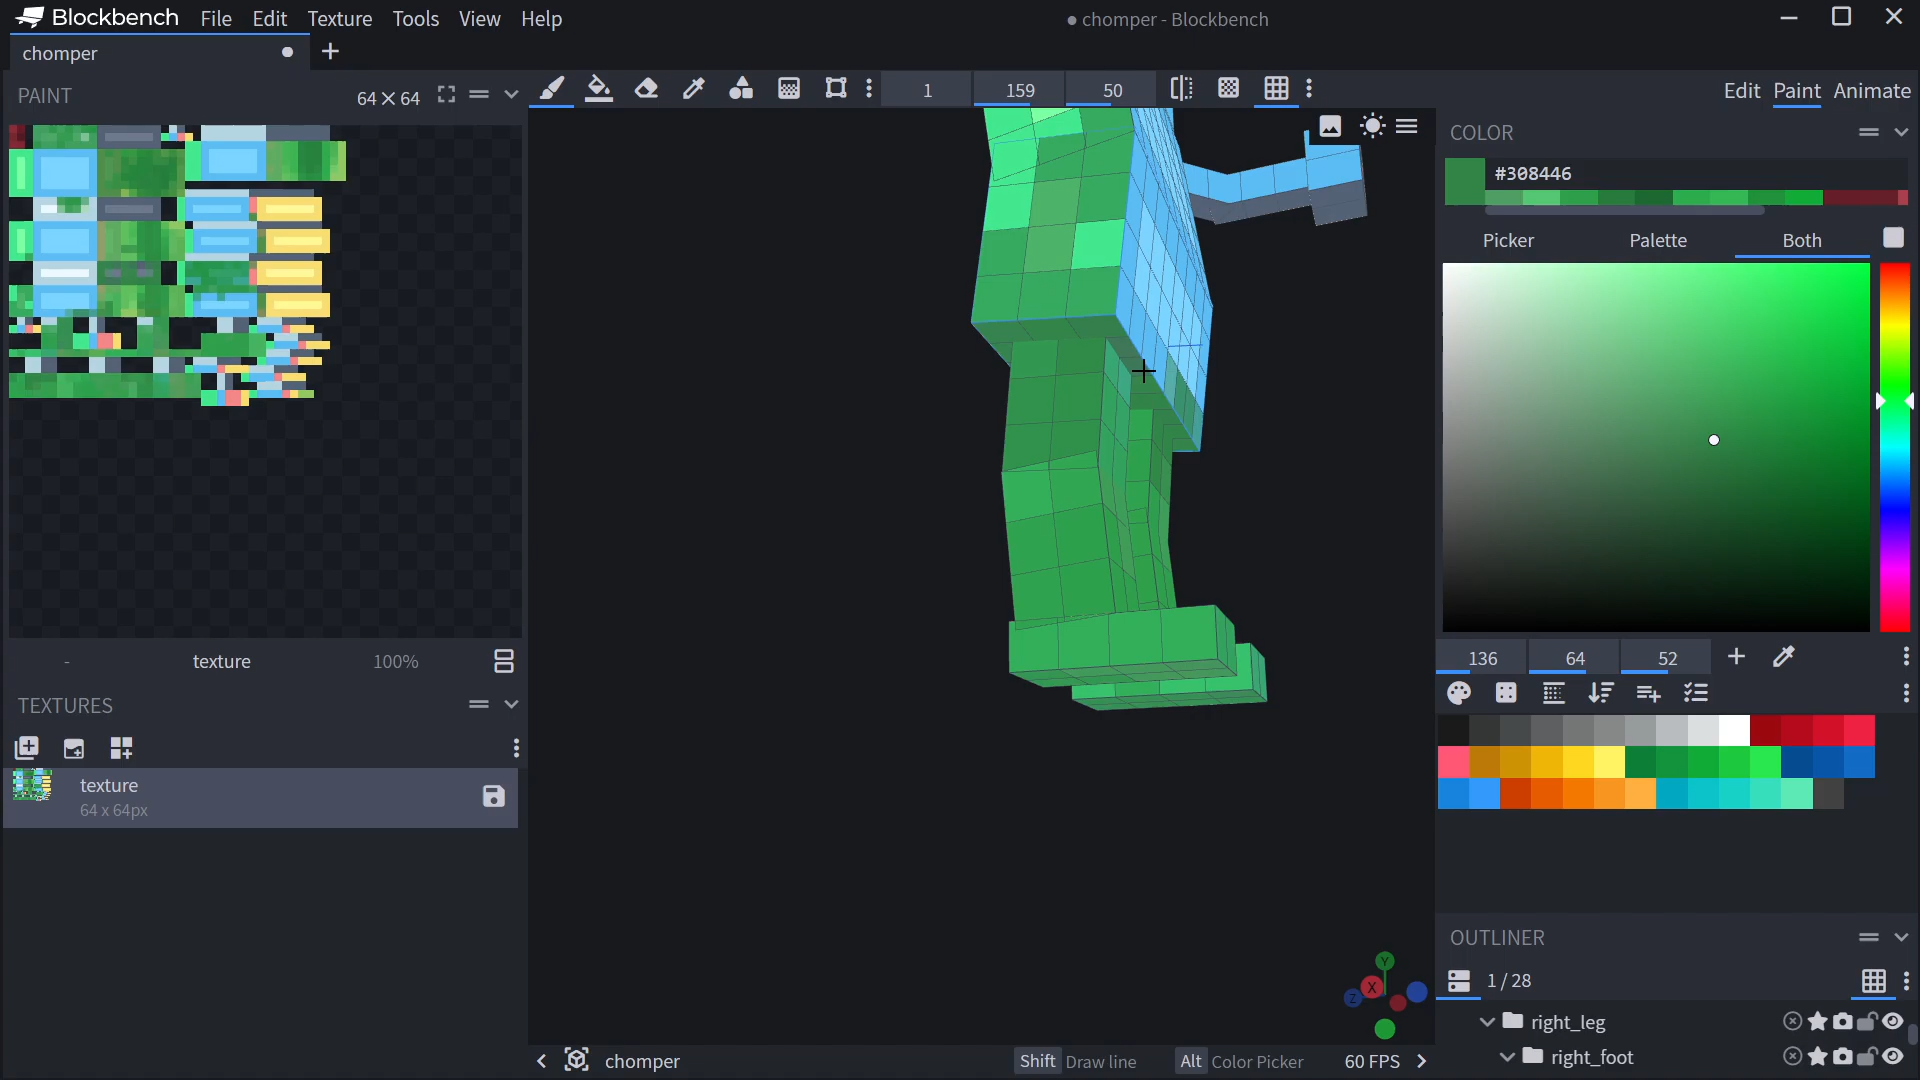 Blockbench File Edit Texture Tools View Help
chomper - Blockbench
chomper
PAINT
64×64
1 159 50
Edit Paint Animate
COLOR
#308446
Picker Palette Both
- texture 100%
136 64 52
TEXTURES
texture
64 x 64px
OUTLINER
1 / 28
right_leg
right_foot
Y
X
Z
chomper
Shift Draw line Alt Color Picker 60 FPS